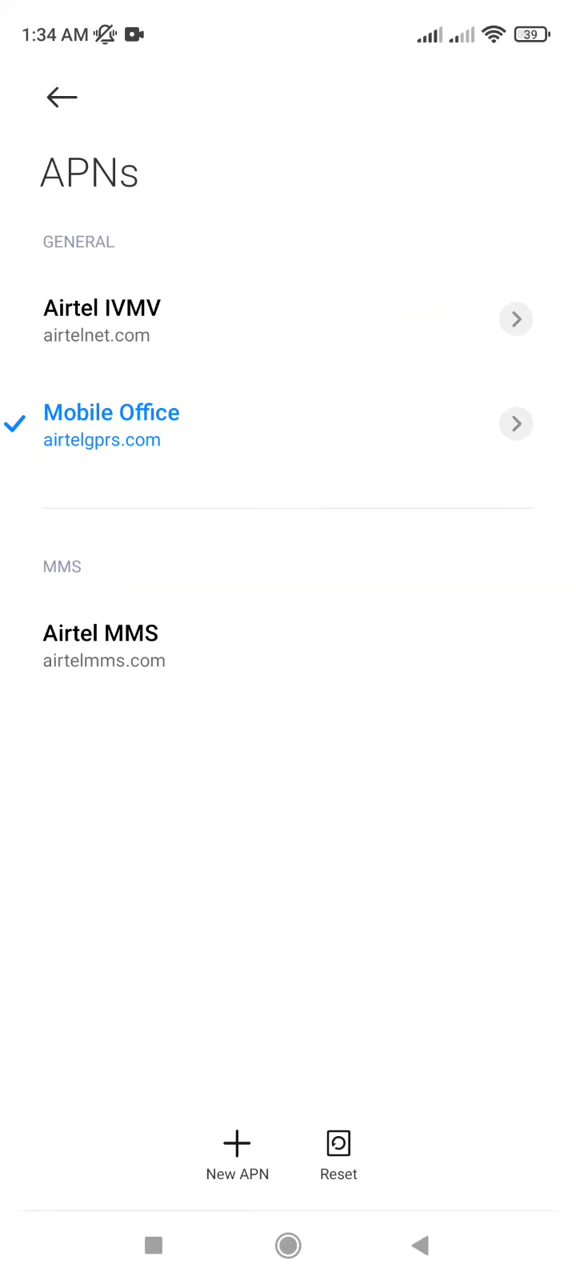 1:34 AM 39
APNs
GENERAL
Airtel IVMV
airtelnet.com
Mobile Office
airtelgprs.com
MMS
Airtel MMS
airtelmms.com
New APN Reset